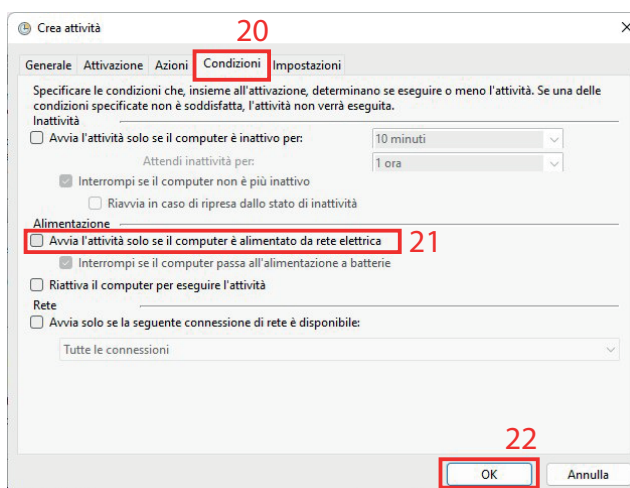 Crea attività
20
Generale Attivazione Azioni Condizioni Impostazioni
Specificare le condizioni che, insieme all'attivazione, determinano se eseguire o meno l'attività. Se una delle
condizioni specificate non è soddisfatta, l'attività non verrà eseguita.
Inattività
Avvia l'attività solo se il computer è inattivo per: 10 minuti
Attendi inattività per: 1 ora
Interrompi se il computer non è più inattivo
Riavvia in caso di ripresa dallo stato di inattività
Alimentazione
Avvia l'attività solo se il computer è alimentato da rete elettrica 21
Interrompi se il computer passa all'alimentazione a batterie
Riattiva il computer per eseguire l'attività
Rete
Avvia solo se la seguente connessione di rete è disponibile:
Tutte le connessioni
22
OK Annulla